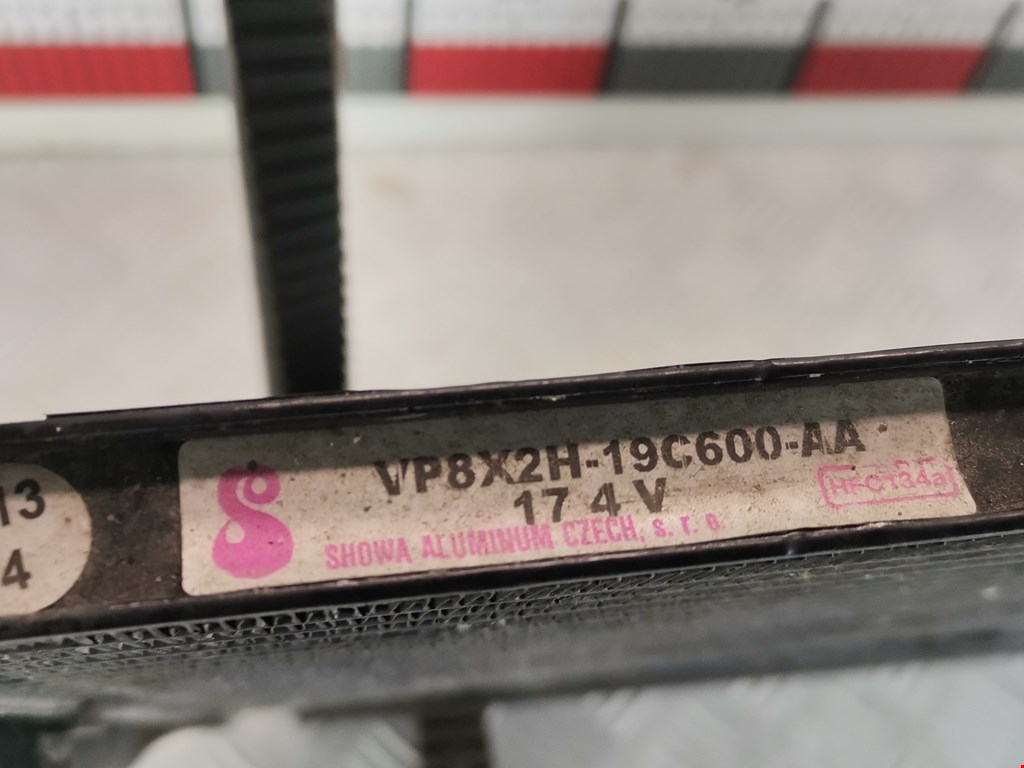 13
4
VP8X2H-19C600-AA
17 4 V
HFC134a
SHOWA ALUMINUM CZECH, s. r. o.